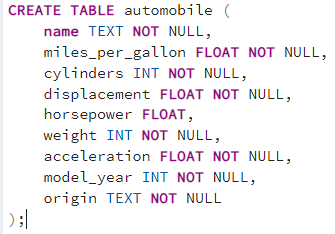 CREATE TABLE automobile (
    name TEXT NOT NULL,
    miles_per_gallon FLOAT NOT NULL,
    cylinders INT NOT NULL,
    displacement FLOAT NOT NULL,
    horsepower FLOAT,
    weight INT NOT NULL,
    acceleration FLOAT NOT NULL,
    model_year INT NOT NULL,
    origin TEXT NOT NULL
);